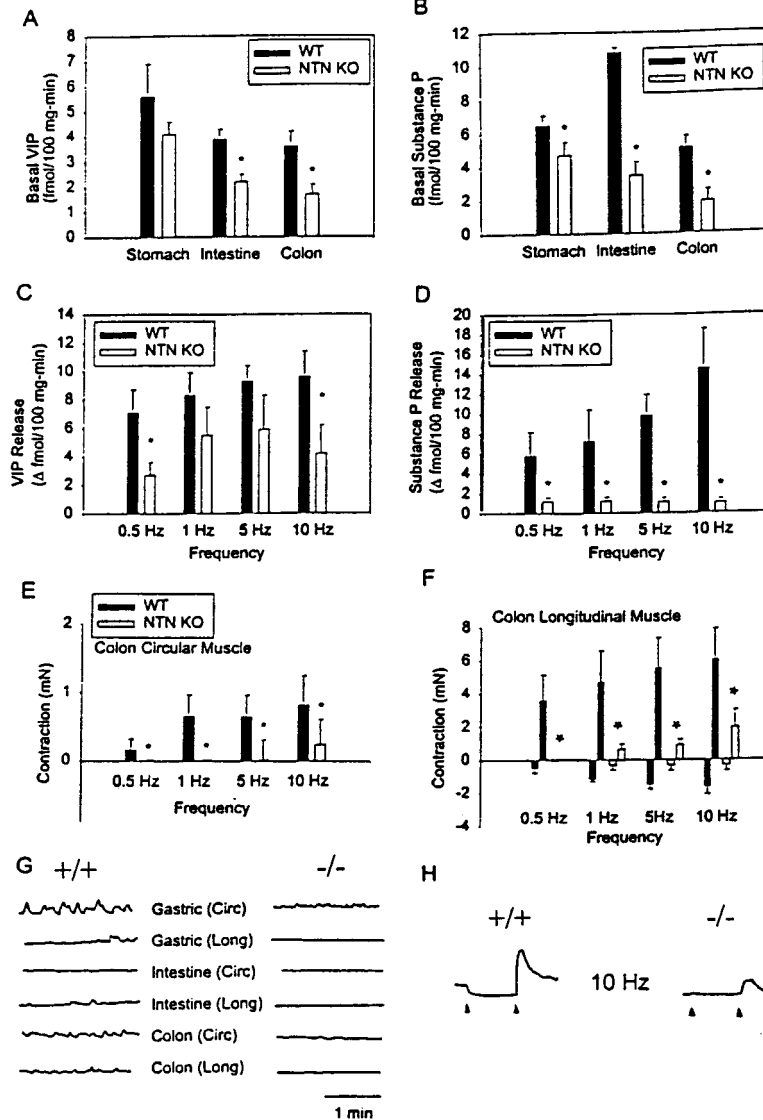 A
Basal VIP
(fmol/100 mg-min)
8
7
6
5
4
3
2
1
0
WT
NTN KO
*
*
Stomach Intestine Colon
B
Basal Substance P
(fmol/100 mg-min)
12
10
8
6
4
2
0
WT
NTN KO
*
*
*
Stomach Intestine Colon
C
VIP Release
(Δ fmol/100 mg-min)
14
12
10
8
6
4
2
0
WT
NTN KO
*
*
0.5 Hz 1 Hz 5 Hz 10 Hz
Frequency
D
Substance P Release
(Δ fmol/100 mg-min)
20
18
16
14
12
10
8
6
4
2
0
WT
NTN KO
*
*
*
*
0.5 Hz 1 Hz 5 Hz 10 Hz
Frequency
E
Contraction (mN)
2
1
0
WT
NTN KO
Colon Circular Muscle
*
*
*
*
0.5 Hz 1 Hz 5 Hz 10 Hz
Frequency
F
Contraction (mN)
8
6
4
2
0
-2
-4
Colon Longitudinal Muscle
*
*
*
*
0.5 Hz 1 Hz 5Hz 10 Hz
Frequency
G
+/+ -/-
Gastric (Circ)
Gastric (Long)
Intestine (Circ)
Intestine (Long)
Colon (Circ)
Colon (Long)
1 min
H
+/+ -/-
10 Hz